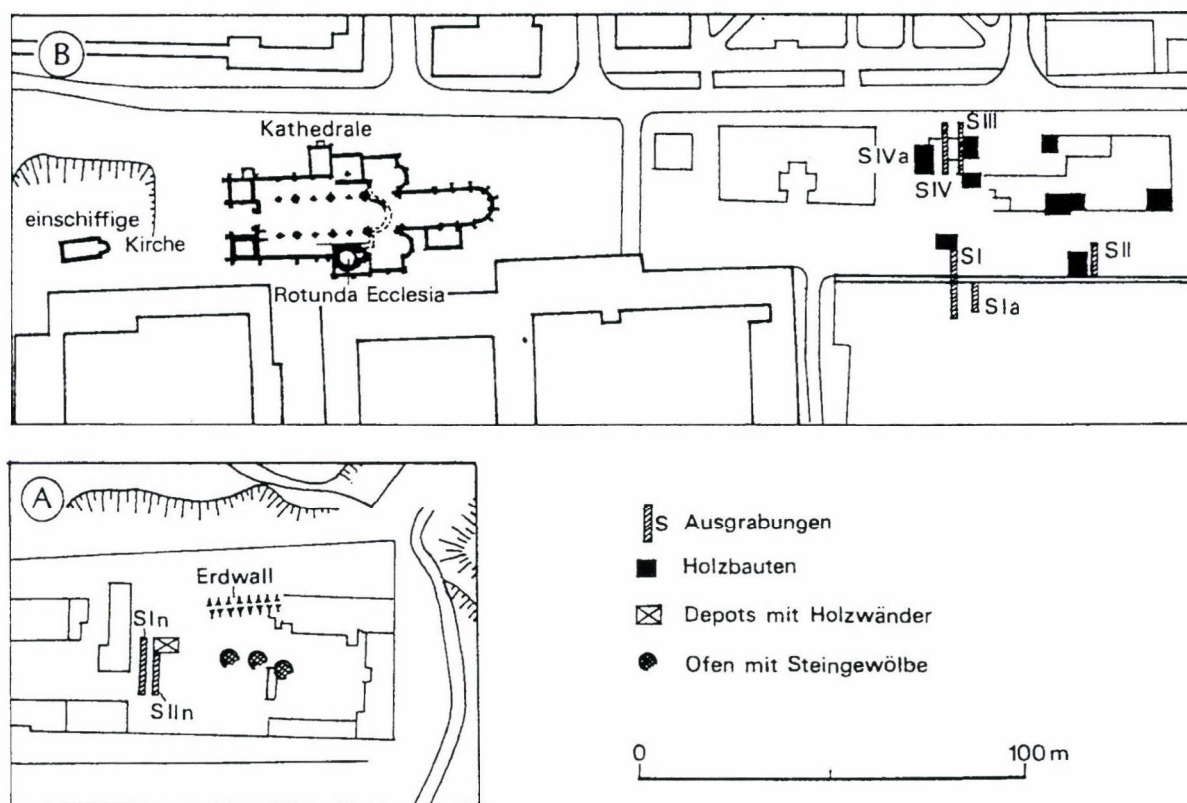 B
Kathedrale
einschiffige
Kirche
Rotunda Ecclesia
SIII
SIVa
SIV
SI
SII
SIa
A
Erdwall
SIn
SIIn
S Ausgrabungen
Holzbauten
Depots mit Holzwänder
Ofen mit Steingewölbe
0 100 m